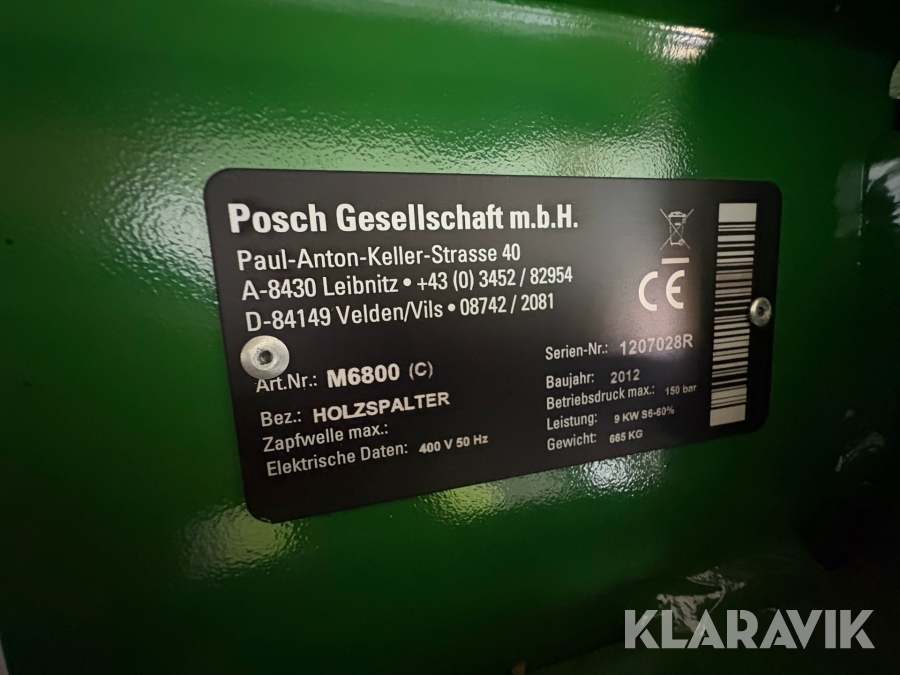 Posch Gesellschaft m.b.H.
Paul-Anton-Keller-Strasse 40
A-8430 Leibnitz • +43 (0) 3452 / 82954
D-84149 Velden/Vils • 08742 / 2081
CE
Art.Nr.: M6800 (C)
Bez.: HOLZSPALTER
Zapfwelle max.:
Elektrische Daten: 400 V 50 Hz
Serien-Nr.: 1207028R
Baujahr: 2012
Betriebsdruck max.: 150 bar
Leistung: 9 KW S6-60%
Gewicht: 665 KG
KLARAVIK